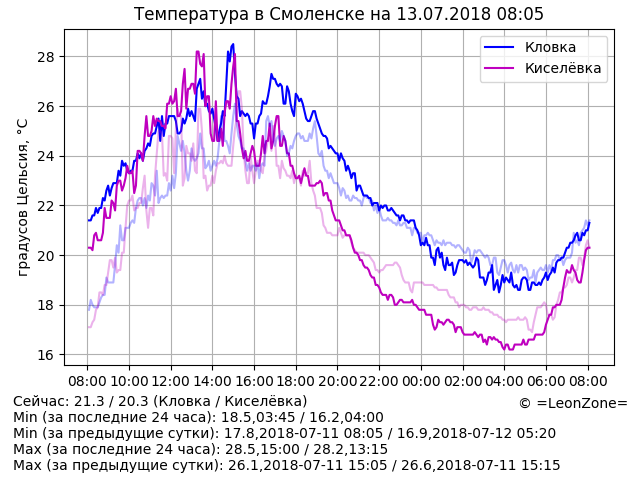 Температура в Смоленске на 13.07.2018 08:05
Кловка
Киселёвка
градусов Цельсия, °C
28
26
24
22
20
18
16
08:00 10:00 12:00 14:00 16:00 18:00 20:00 22:00 00:00 02:00 04:00 06:00 08:00
Сейчас: 21.3 / 20.3 (Кловка / Киселёвка)
© =LeonZone=
Min (за последние 24 часа): 18.5,03:45 / 16.2,04:00
Min (за предыдущие сутки): 17.8,2018-07-11 08:05 / 16.9,2018-07-12 05:20
Max (за последние 24 часа): 28.5,15:00 / 28.2,13:15
Max (за предыдущие сутки): 26.1,2018-07-11 15:05 / 26.6,2018-07-11 15:15